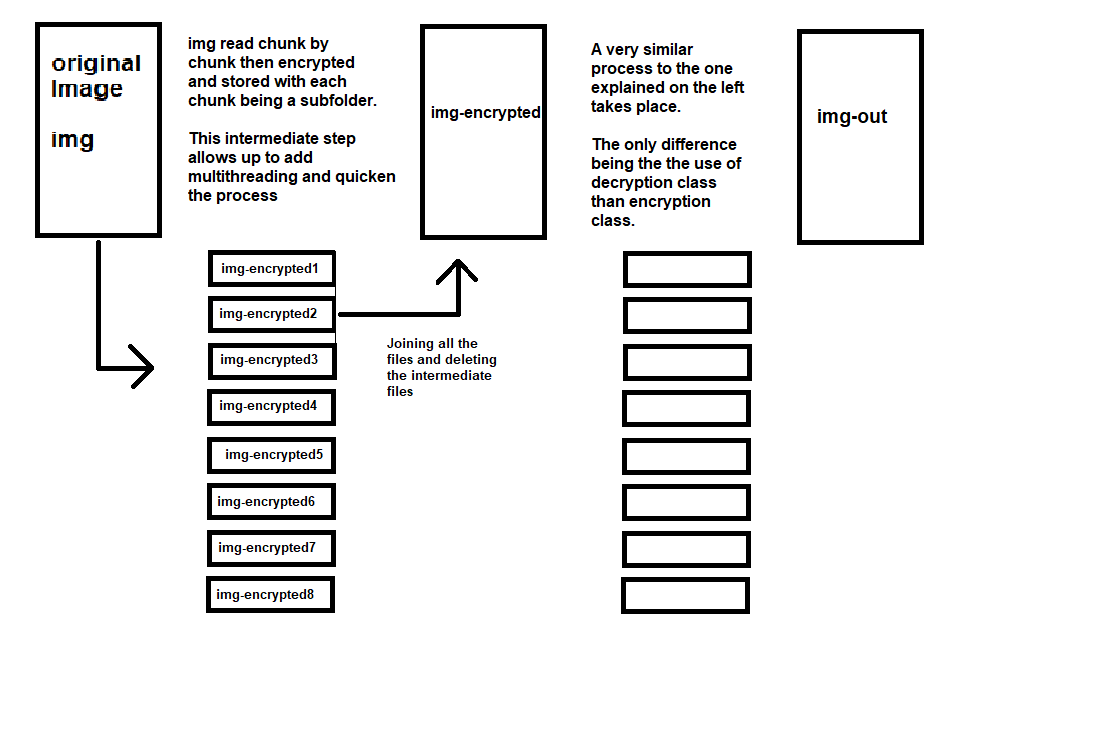 original
Image
img
img read chunk by
chunk then encrypted
and stored with each
chunk being a subfolder.
This intermediate step
allows up to add
multithreading and quicken
the process
img-encrypted
A very similar
process to the one
explained on the left
takes place.
The only difference
being the the use of
decryption class
than encryption
class.
img-out
img-encrypted1
img-encrypted2
img-encrypted3
img-encrypted4
img-encrypted5
img-encrypted6
img-encrypted7
img-encrypted8
Joining all the
files and deleting
the intermediate
files